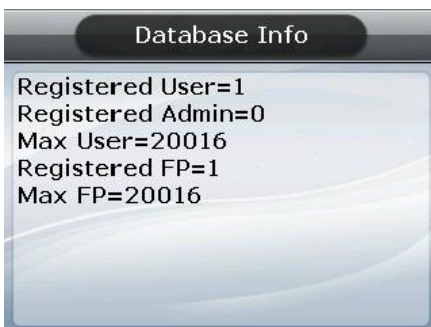 Database Info
Registered User=1
Registered Admin=0
Max User=20016
Registered FP=1
Max FP=20016